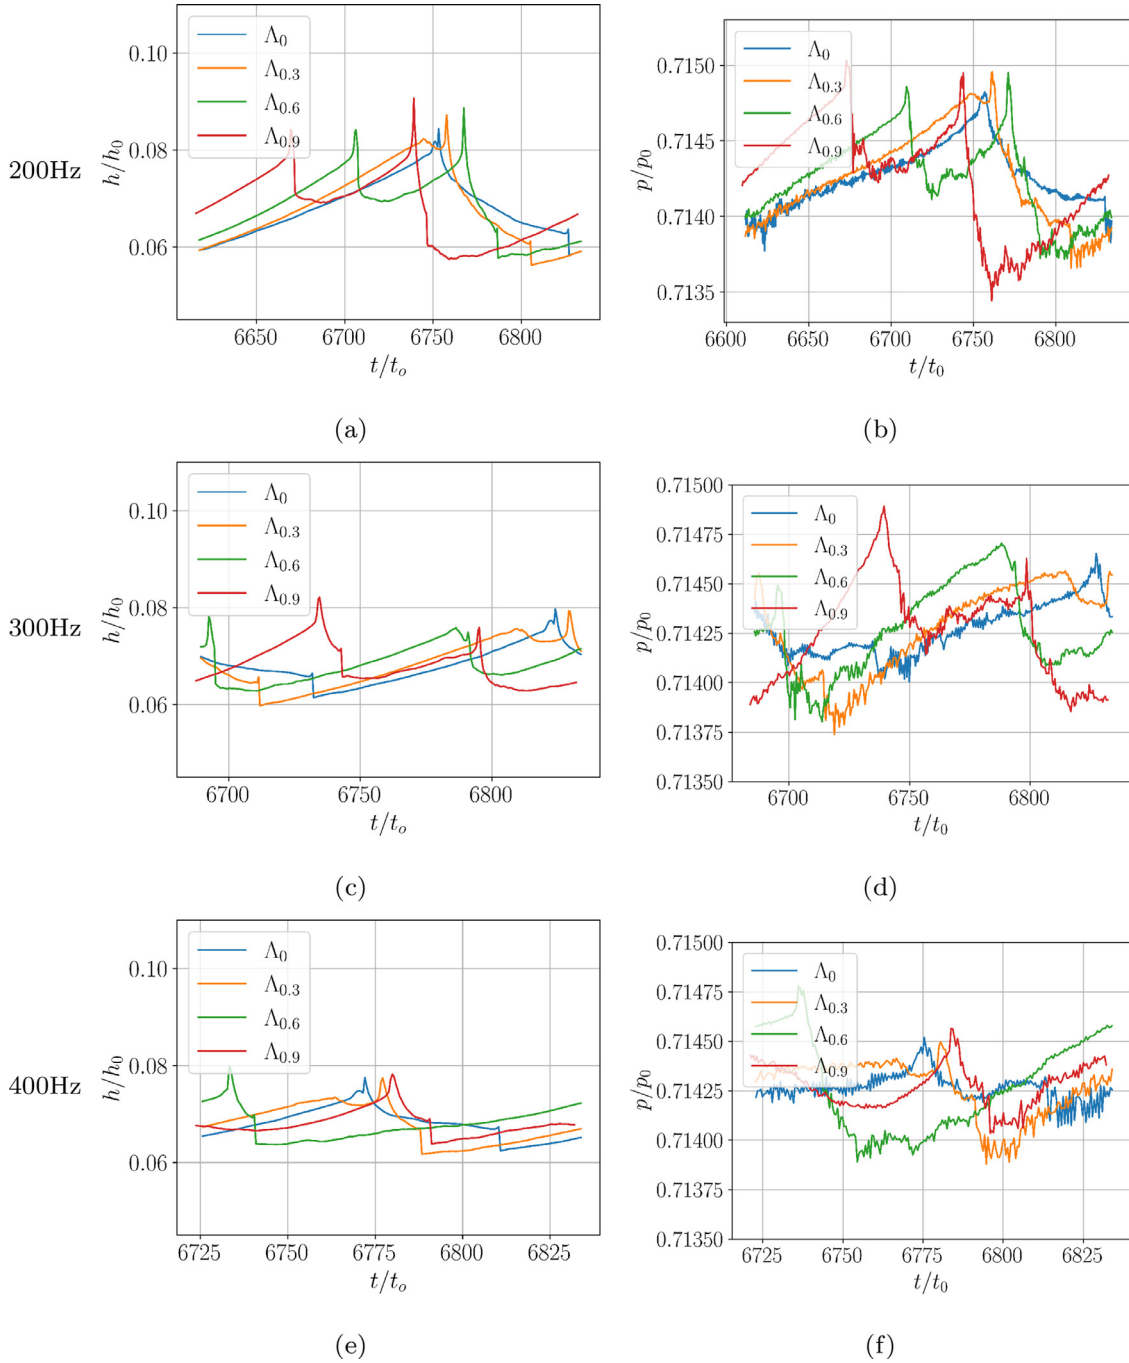 200Hz
h/h₀
0.10
0.08
0.06
Λ₀
Λ₀.₃
Λ₀.₆
Λ₀.₉
6650 6700 6750 6800
t/tₒ
(a)
p/p₀
0.7150
0.7145
0.7140
0.7135
Λ₀
Λ₀.₃
Λ₀.₆
Λ₀.₉
6600 6650 6700 6750 6800
t/t₀
(b)
300Hz
h/h₀
0.10
0.08
0.06
Λ₀
Λ₀.₃
Λ₀.₆
Λ₀.₉
6700 6750 6800
t/tₒ
(c)
p/p₀
0.71500
0.71475
0.71450
0.71425
0.71400
0.71375
0.71350
Λ₀
Λ₀.₃
Λ₀.₆
Λ₀.₉
6700 6750 6800
t/t₀
(d)
400Hz
h/h₀
0.10
0.08
0.06
Λ₀
Λ₀.₃
Λ₀.₆
Λ₀.₉
6725 6750 6775 6800 6825
t/tₒ
(e)
p/p₀
0.71500
0.71475
0.71450
0.71425
0.71400
0.71375
0.71350
Λ₀
Λ₀.₃
Λ₀.₆
Λ₀.₉
6725 6750 6775 6800 6825
t/t₀
(f)